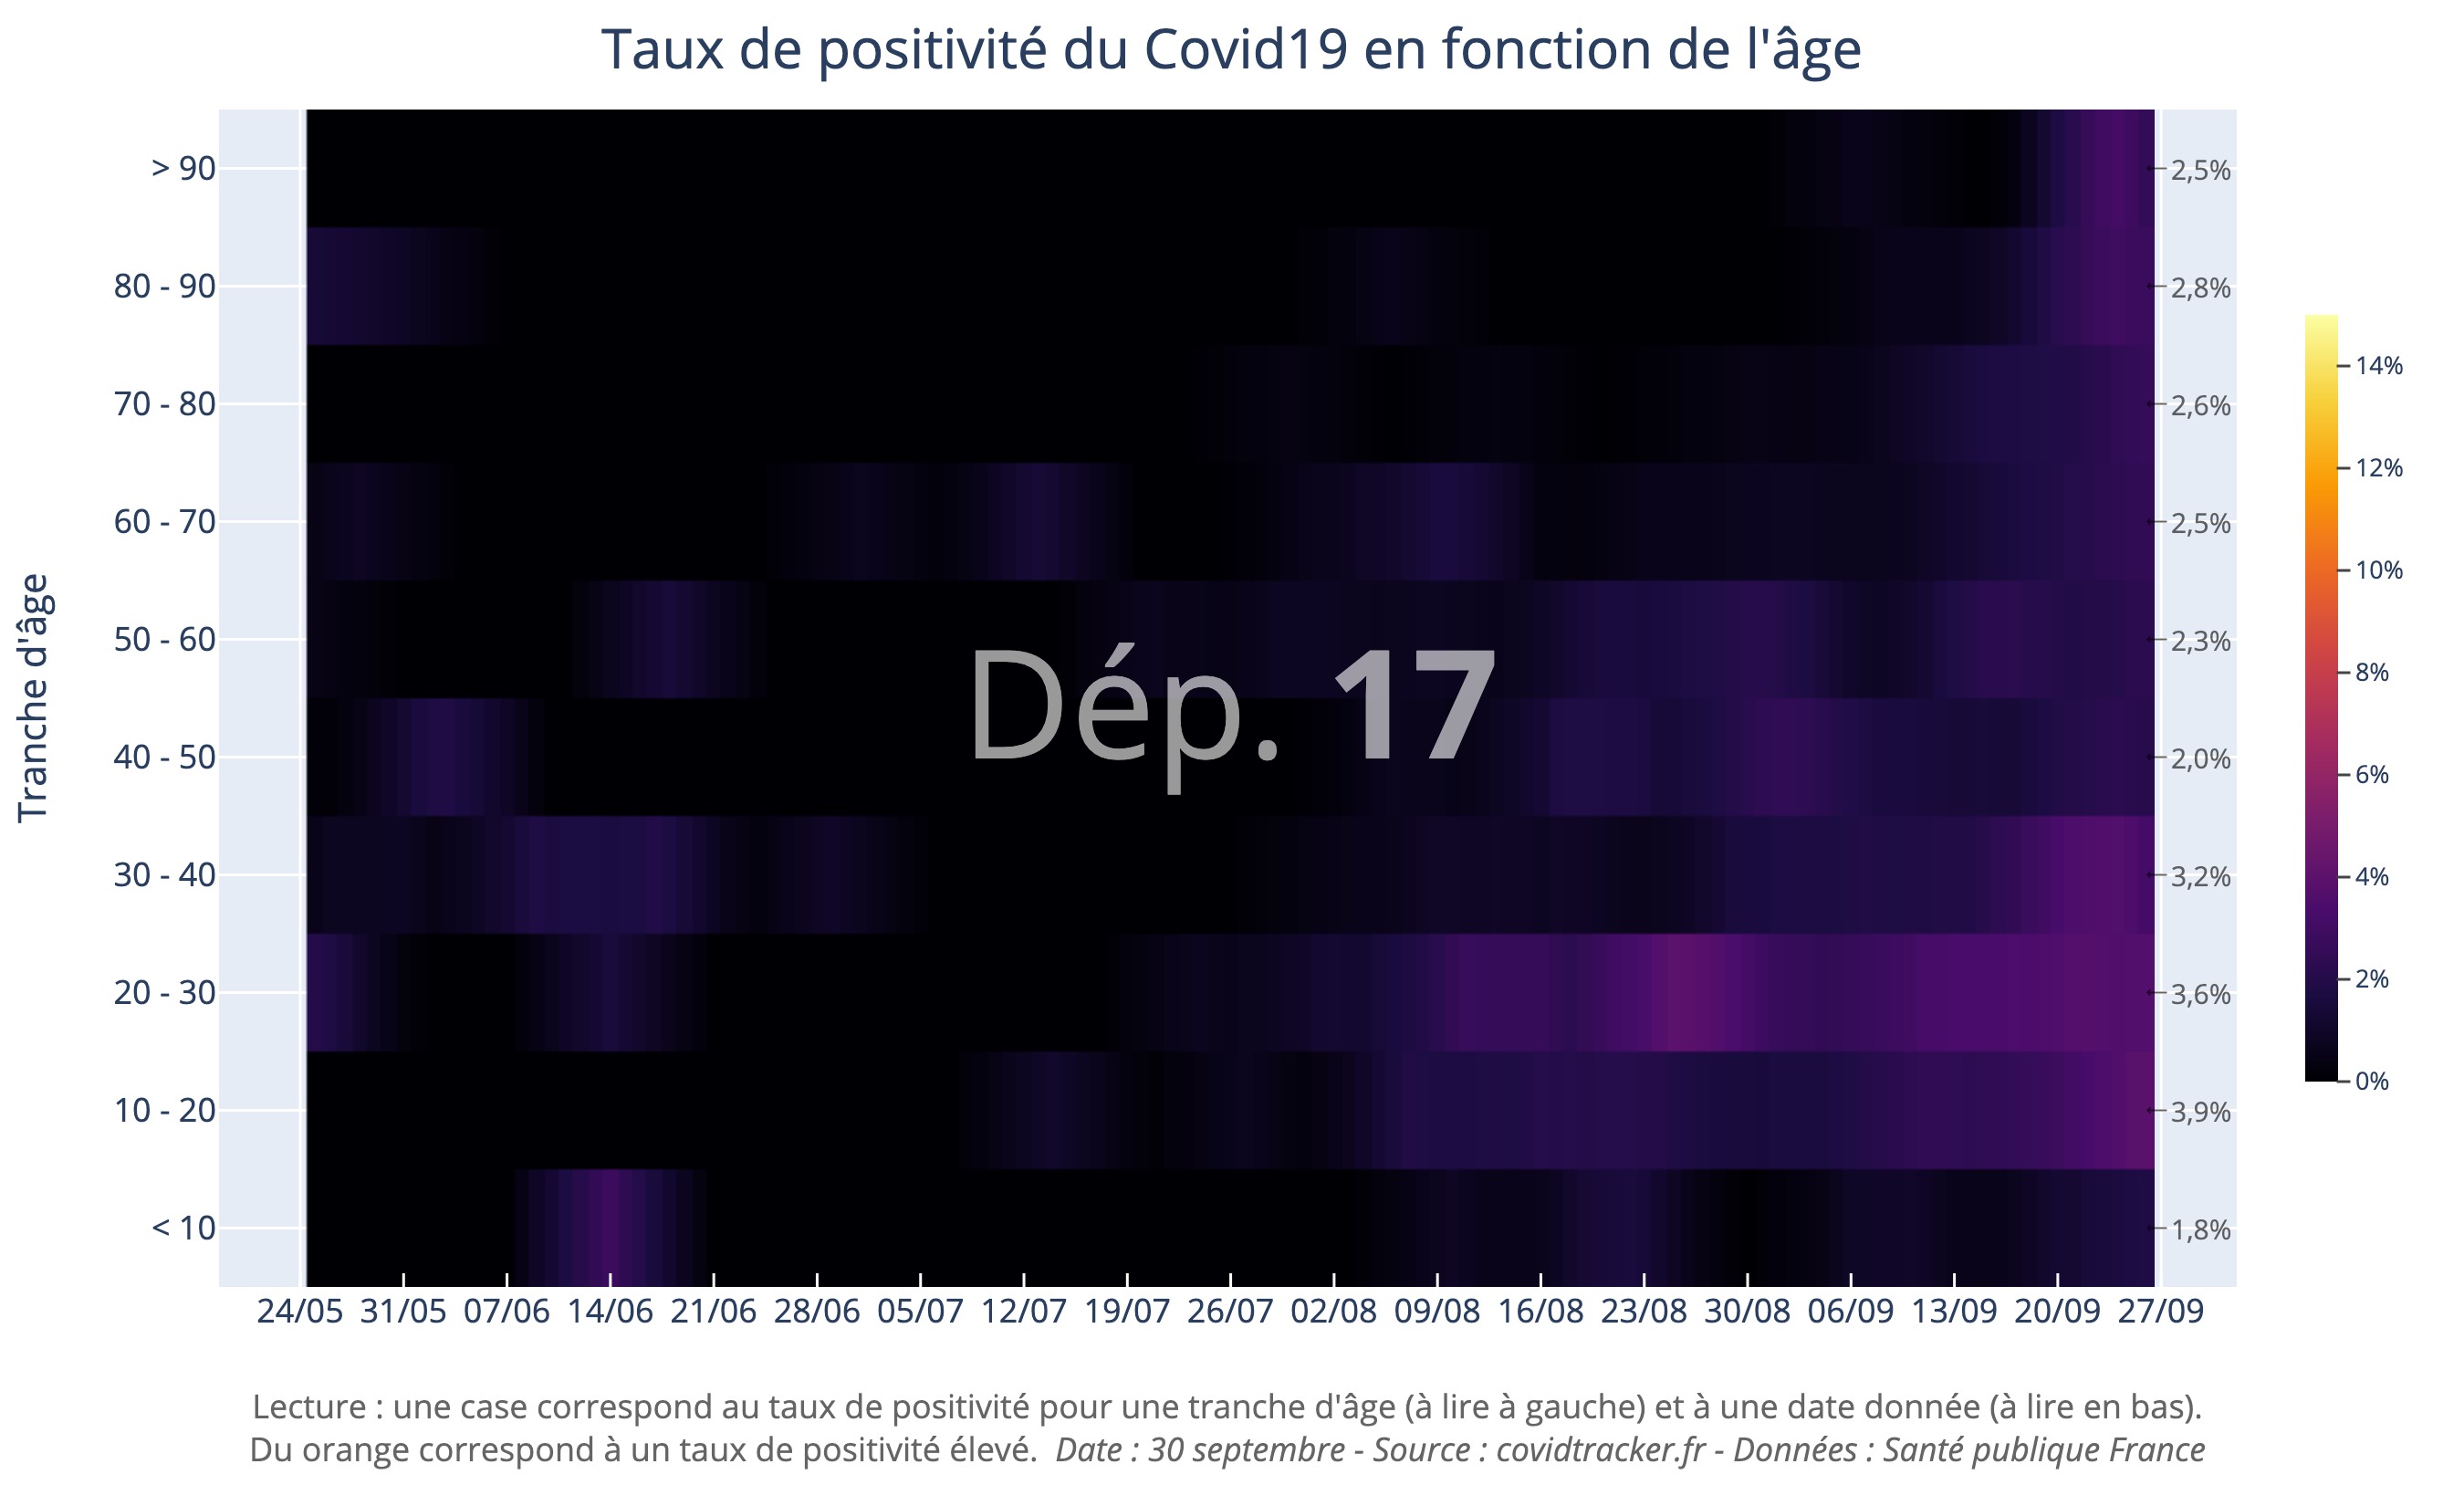 Taux de positivité du Covid19 en fonction de l'âge
Tranche d'âge
> 90
80 - 90
70 - 80
60 - 70
50 - 60
40 - 50
30 - 40
20 - 30
10 - 20
< 10
Dép. 17
2,5%
2,8%
2,6%
2,5%
2,3%
2,0%
3,2%
3,6%
3,9%
1,8%
14%
12%
10%
8%
6%
4%
2%
0%
24/05 31/05 07/06 14/06 21/06 28/06 05/07 12/07 19/07 26/07 02/08 09/08 16/08 23/08 30/08 06/09 13/09 20/09 27/09
Lecture : une case correspond au taux de positivité pour une tranche d'âge (à lire à gauche) et à une date donnée (à lire en bas).
Du orange correspond à un taux de positivité élevé. Date : 30 septembre - Source : covidtracker.fr - Données : Santé publique France